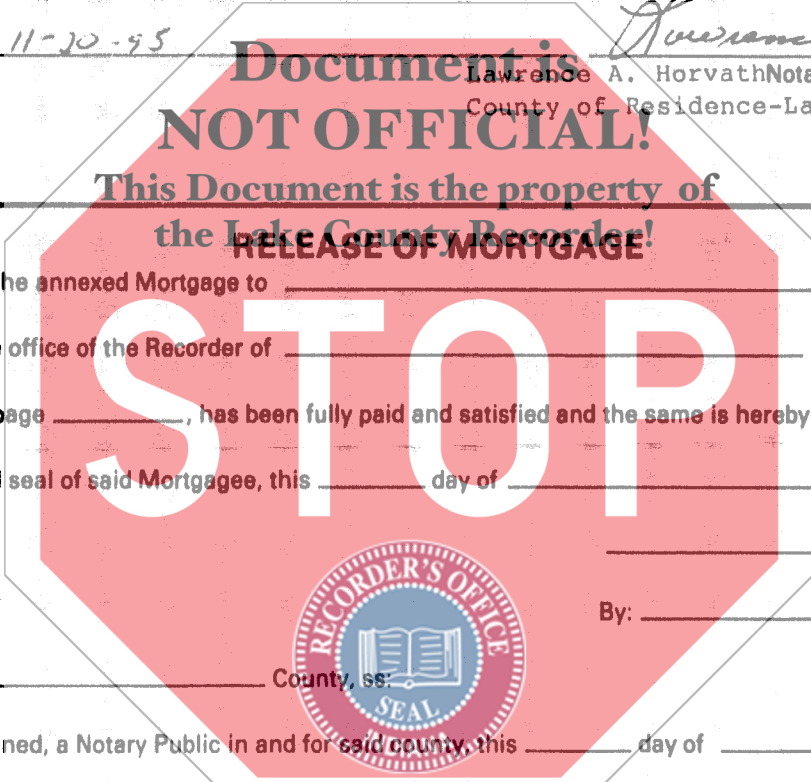 11-20-95
Document is
Lawrence A. Horvath Nota
County of Residence-La
NOT OFFICIAL!
This Document is the property of
the Lake County Recorder!
RELEASE OF MORTGAGE
he annexed Mortgage to
office of the Recorder of
page , has been fully paid and satisfied and the same is hereby
seal of said Mortgagee, this day of
STOP
By:
RECORDER'S OFFICE
SEAL
County, ss:
ned, a Notary Public in and for said county, this day of